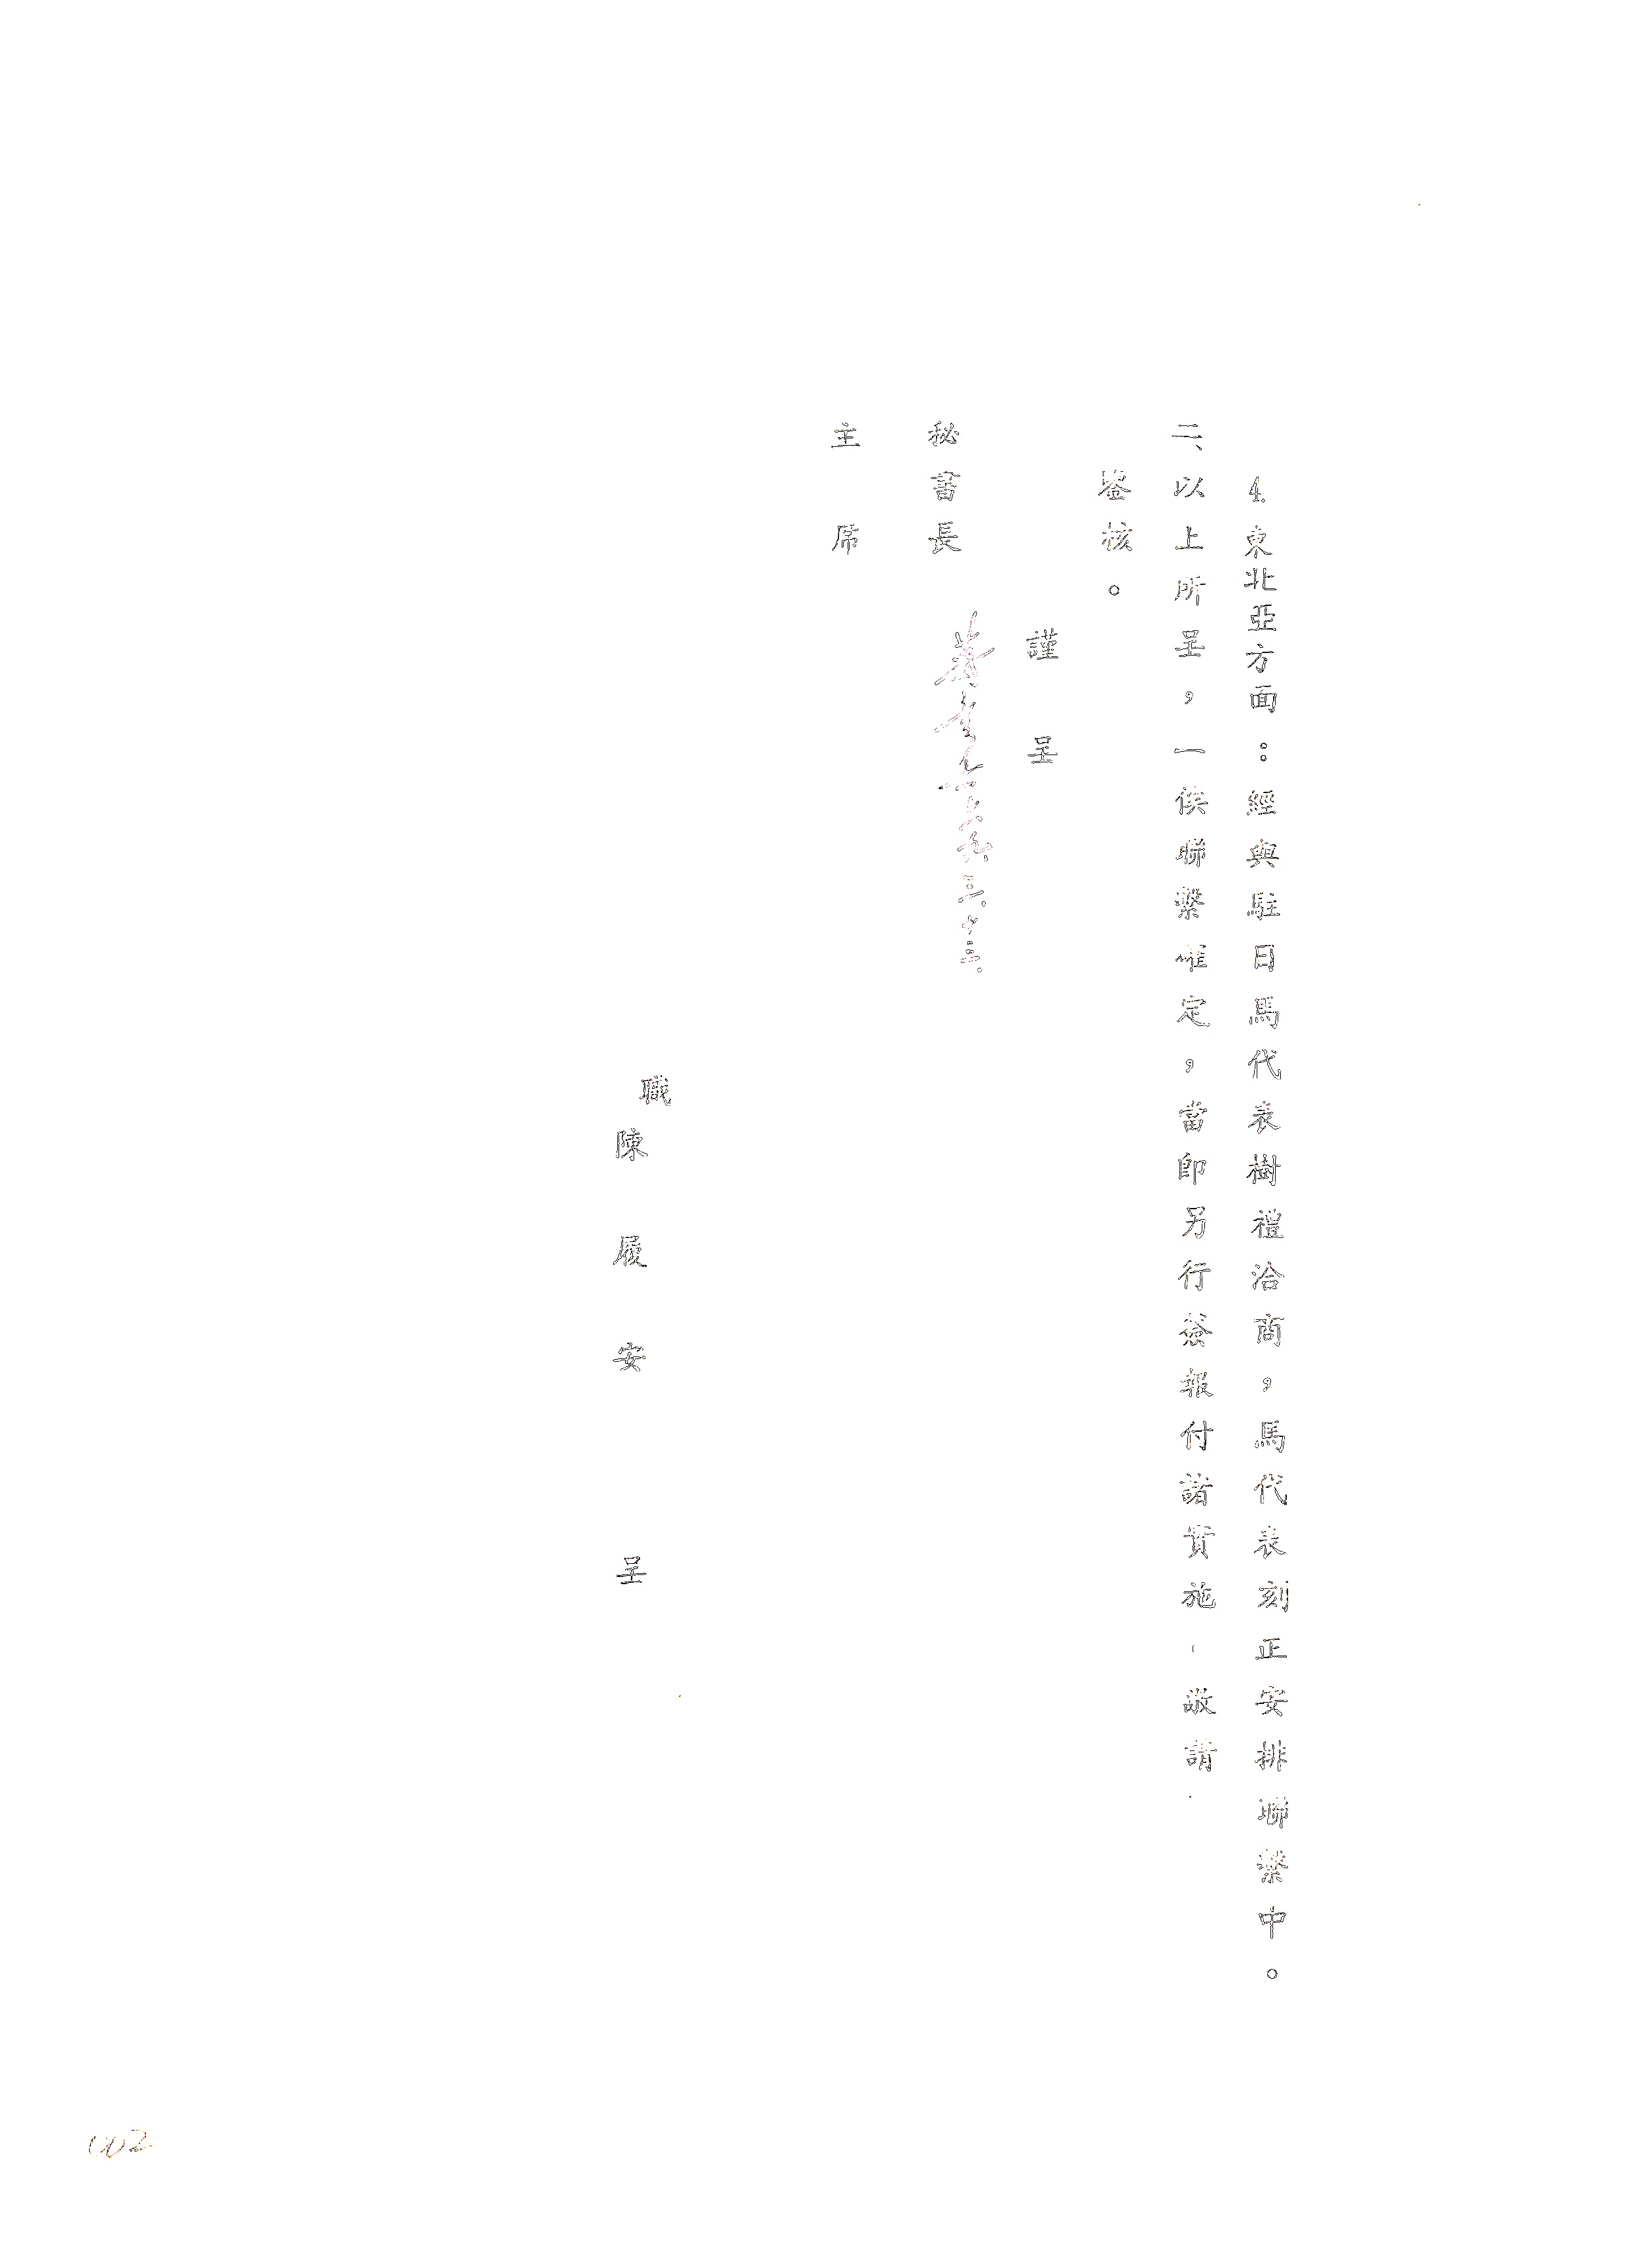 4.東北亞方面：經與駐日馬代表樹禮洽商，馬代表刻正安排聯繫中。
二、以上所呈，一俟聯繫確定，當即另行簽報付諸實施，敬請
鑒核。
謹呈
秘書長
三、十三、
主席
職
陳履安 呈
002